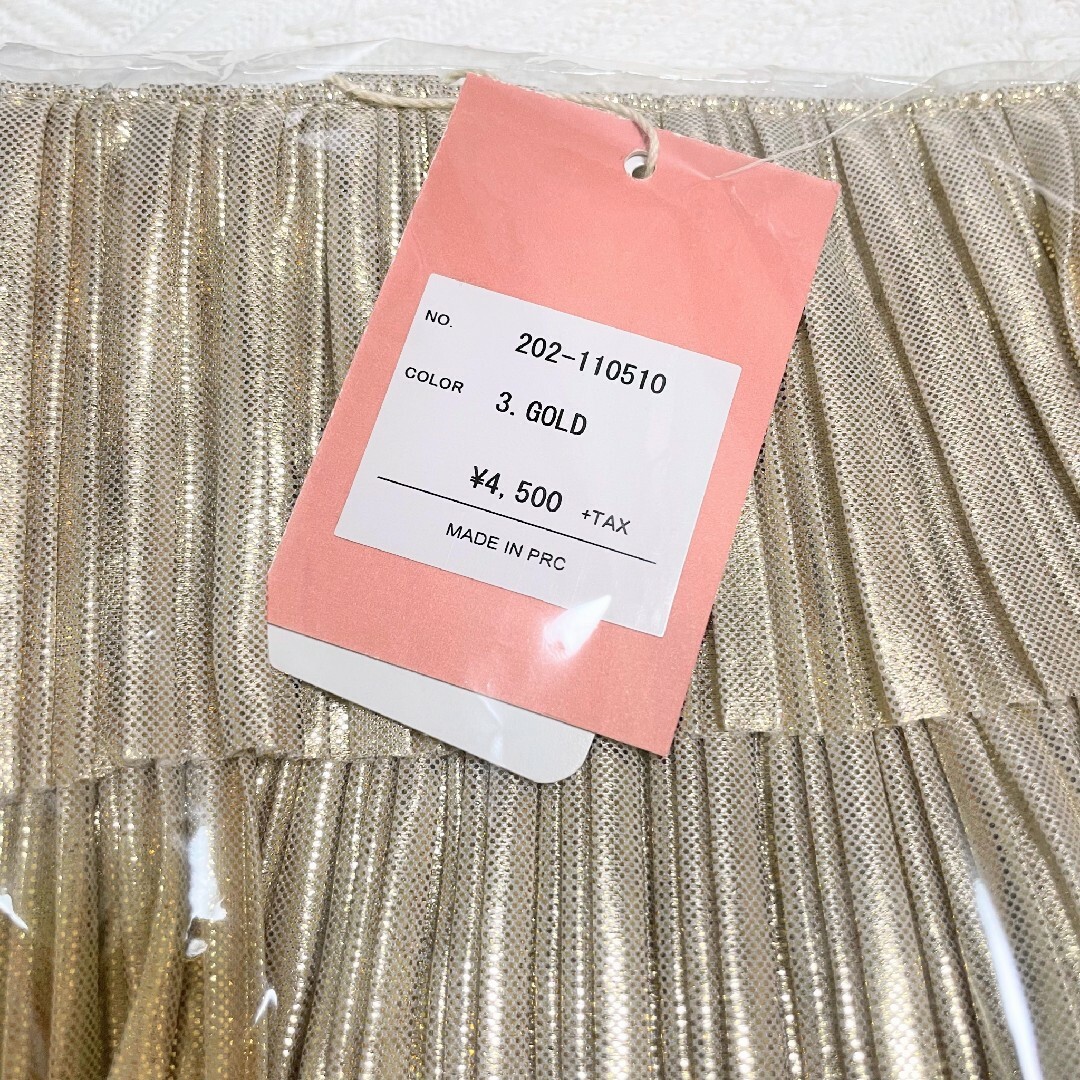 NO. 202-110510
COLOR 3. GOLD
¥4, 500 +TAX
MADE IN PRC